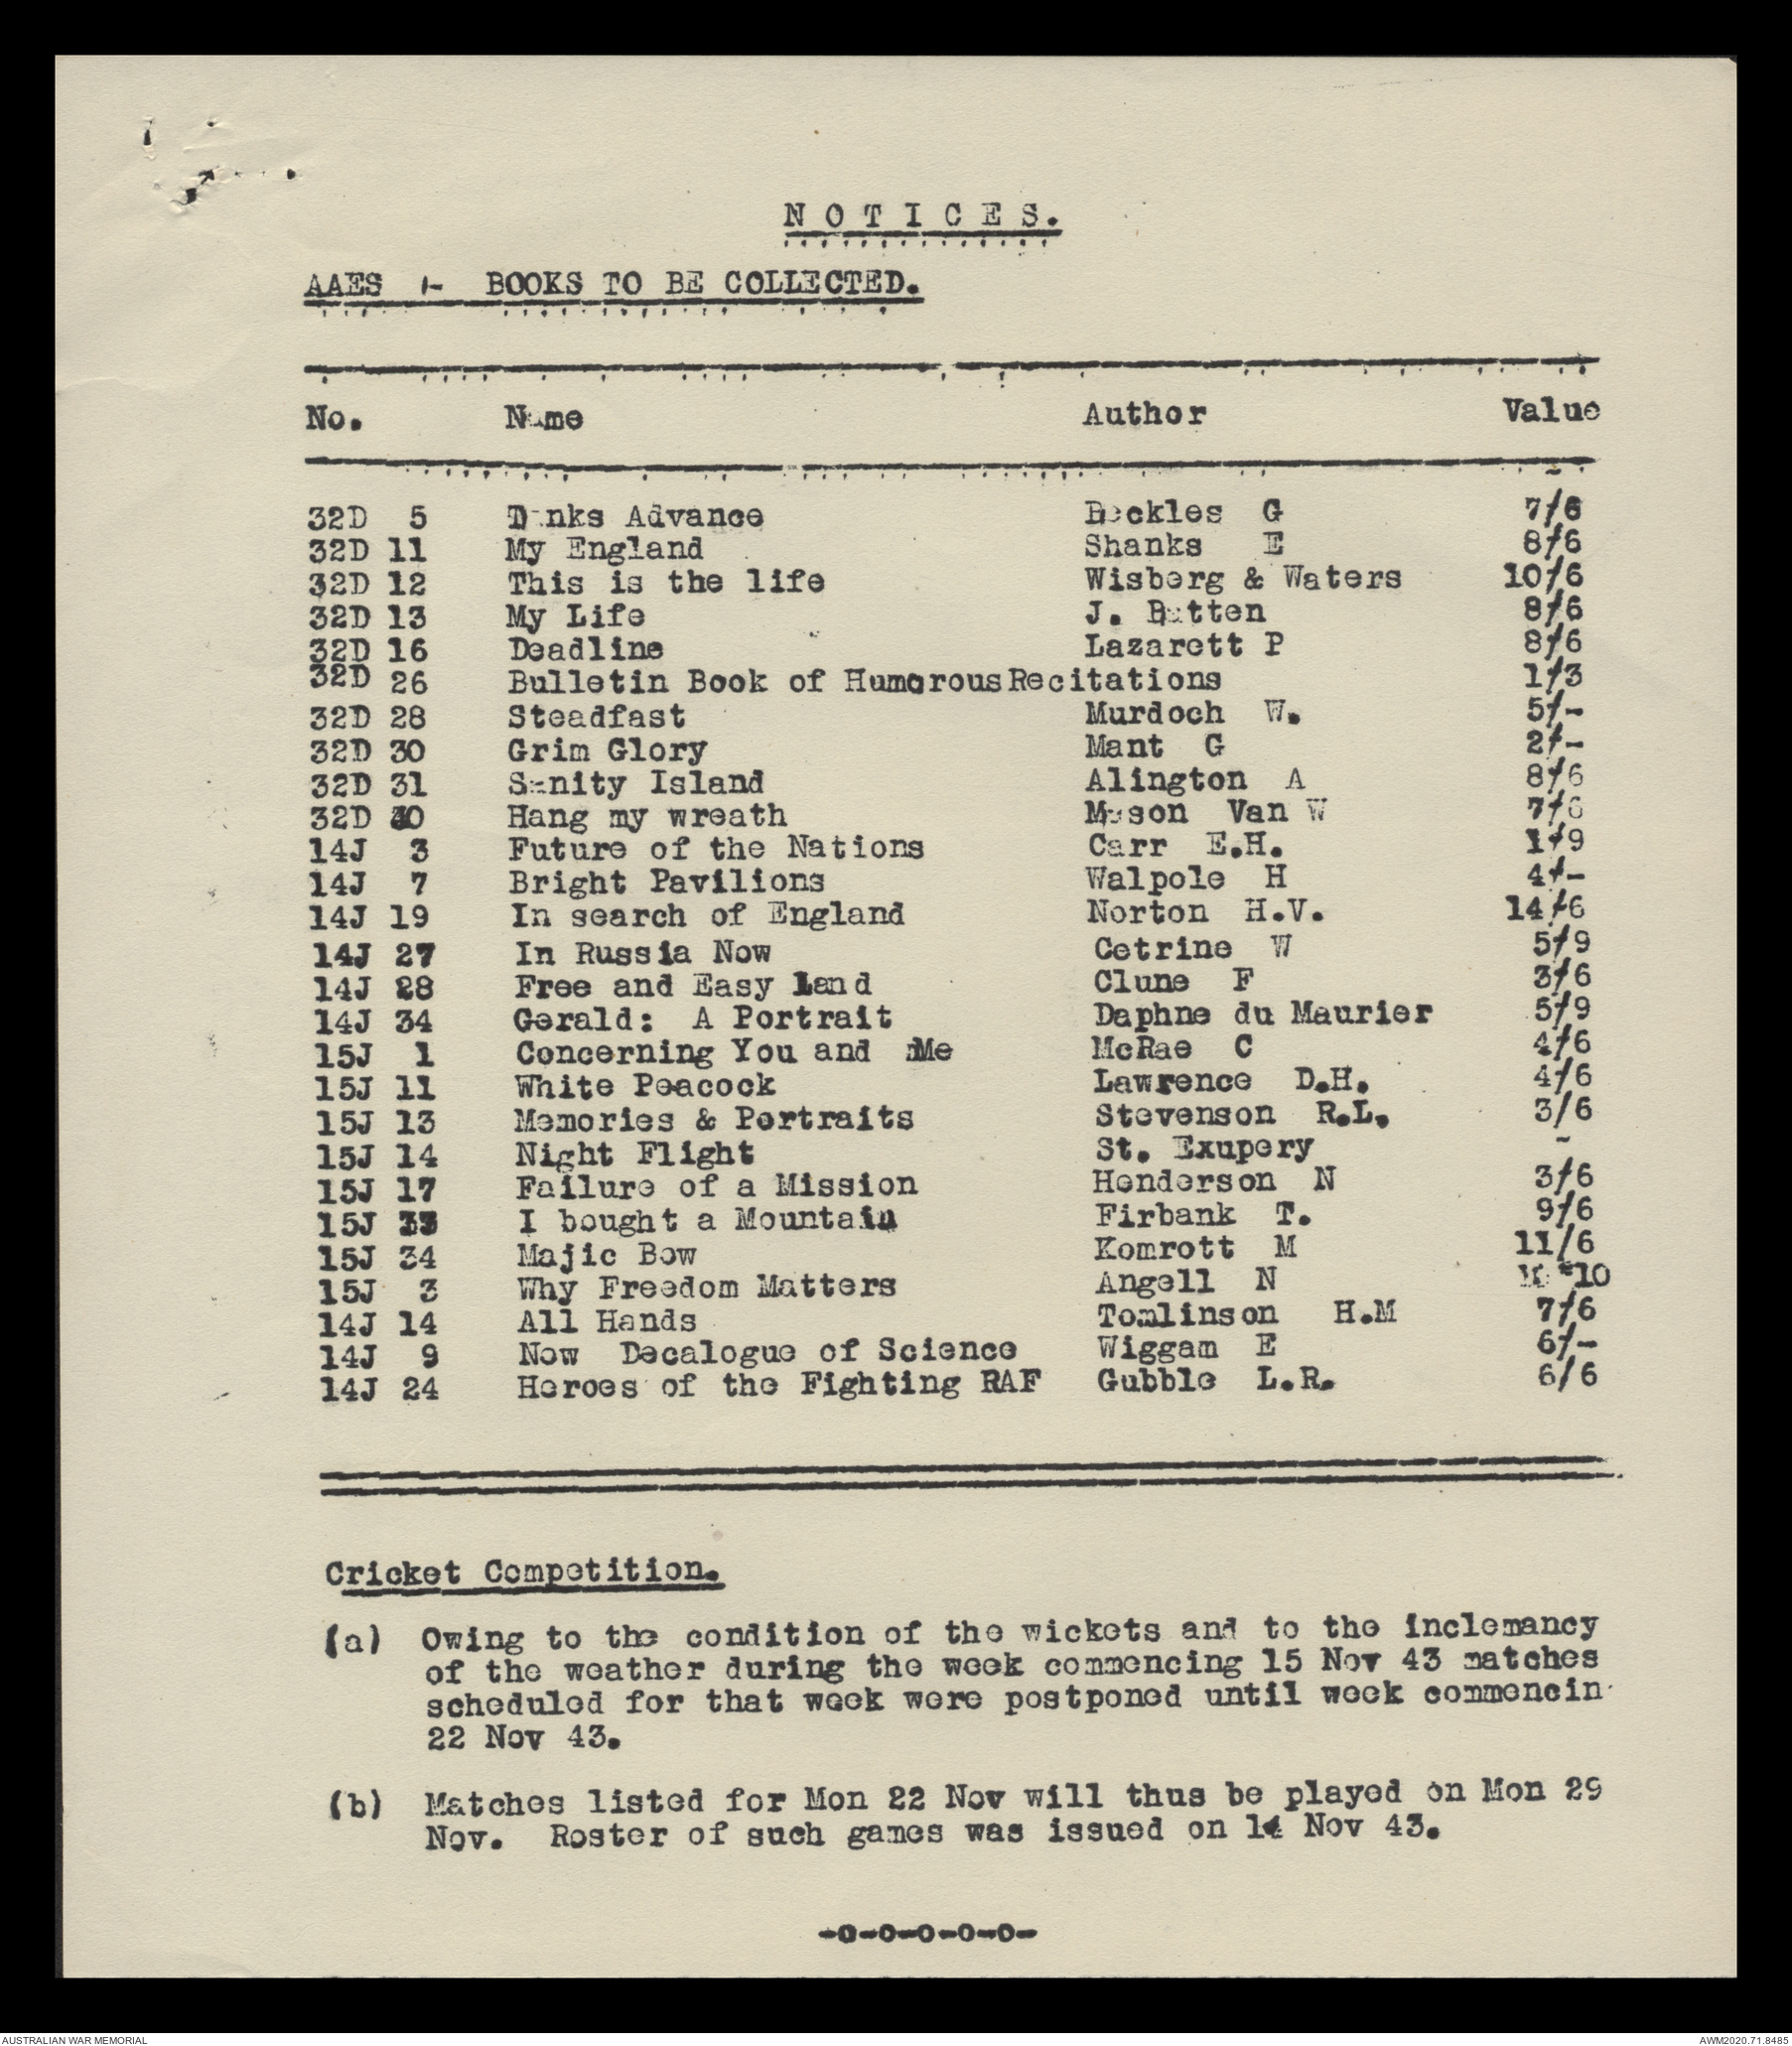 N O T I C E S.
AAES :- BOOKS TO BE COLLECTED.
No. Name Author Value
32D 5 Tanks Advance Beckles G 7/6
32D 11 My England Shanks E 8/6
32D 12 This is the life Wisberg & Waters 10/6
32D 13 My Life J. Batten 8/6
32D 16 Deadline Lazarett P 8/6
32D 26 Bulletin Book of Humorous Recitations 1/3
32D 28 Steadfast Murdoch W. 5/-
32D 30 Grim Glory Mant G 2/-
32D 31 Sanity Island Alington A 8/6
32D 40 Hang my wreath Mason Van W 7/6
14J 3 Future of the Nations Carr E.H. 1/9
14J 7 Bright Pavilions Walpole H 4/-
14J 19 In search of England Norton H.V. 14/6
14J 27 In Russia Now Cetrine W 5/9
14J 28 Free and Easy Land Clune F 3/6
14J 34 Gerald: A Portrait Daphne du Maurier 5/9
15J 1 Concerning You and Me McRae C 4/6
15J 11 White Peacock Lawrence D.H. 4/6
15J 13 Memories & Portraits Stevenson R.L. 3/6
15J 14 Night Flight St. Exupery -
15J 17 Failure of a Mission Henderson N 3/6
15J 33 I bought a Mountain Firbank T. 9/6
15J 34 Majic Bow Komrott M 11/6
15J 3 Why Freedom Matters Angell N
14J 14 All Hands Tomlinson H.M 7/6
14J 9 Now Decalogue of Science Wiggam E 6/-
14J 24 Heroes of the Fighting RAF Gubble L.R. 6/6
Cricket Competition.
(a) Owing to the condition of the wickets and to the inclemancy
of the weather during the week commencing 15 Nov 43 matches
scheduled for that week were postponed until week commencin
22 Nov 43.
(b) Matches listed for Mon 22 Nov will thus be played on Mon 29
Nov. Roster of such games was issued on 14 Nov 43.
-o-o-o-o-o-
AUSTRALIAN WAR MEMORIAL AWM2020.71.8485